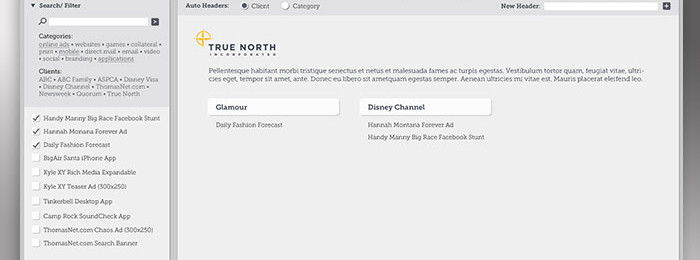 Search/ Filter
Categories:
online ads • websites • games • collateral •
print • mobile • direct mail • email • video
• social • branding • applications
Clients:
ABC • ABC Family • ASPCA • Disney Visa
• Disney Channel • ThomasNet.com •
Newsweek • Quorum • True North
Handy Manny Big Race Facebook Stunt
Hannah Monana Forever Ad
Daily Fashion Forecast
BigAir Santa iPhone App
Kyle XY Rich Media Expandable
Kyle XY Teaser Ad (300x250)
Tinkerbell Desktop App
Camp Rock SoundCheck App
ThomasNet.com Chaos Ad (300x250)
ThomasNet.com Search Banner
Auto Headers: Client Category New Header:
TRUE NORTH
INCORPORATED
Pellentesque habitant morbi tristique senectus et netus et malesuada fames ac turpis egestas. Vestibulum tortor quam, feugiat vitae, ultri-
cies eget, tempor sit amet, ante. Donec eu libero sit ametquam egestas semper. Aenean ultricies mi vitae est. Mauris placerat eleifend leo.
Glamour
Daily Fashion Forecast
Disney Channel
Hannah Montana Forever Ad
Handy Manny Big Race Facebook Stunt